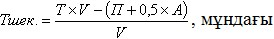 Тшек. = (T×V − (П + 0,5×A)) / V, мұндағы